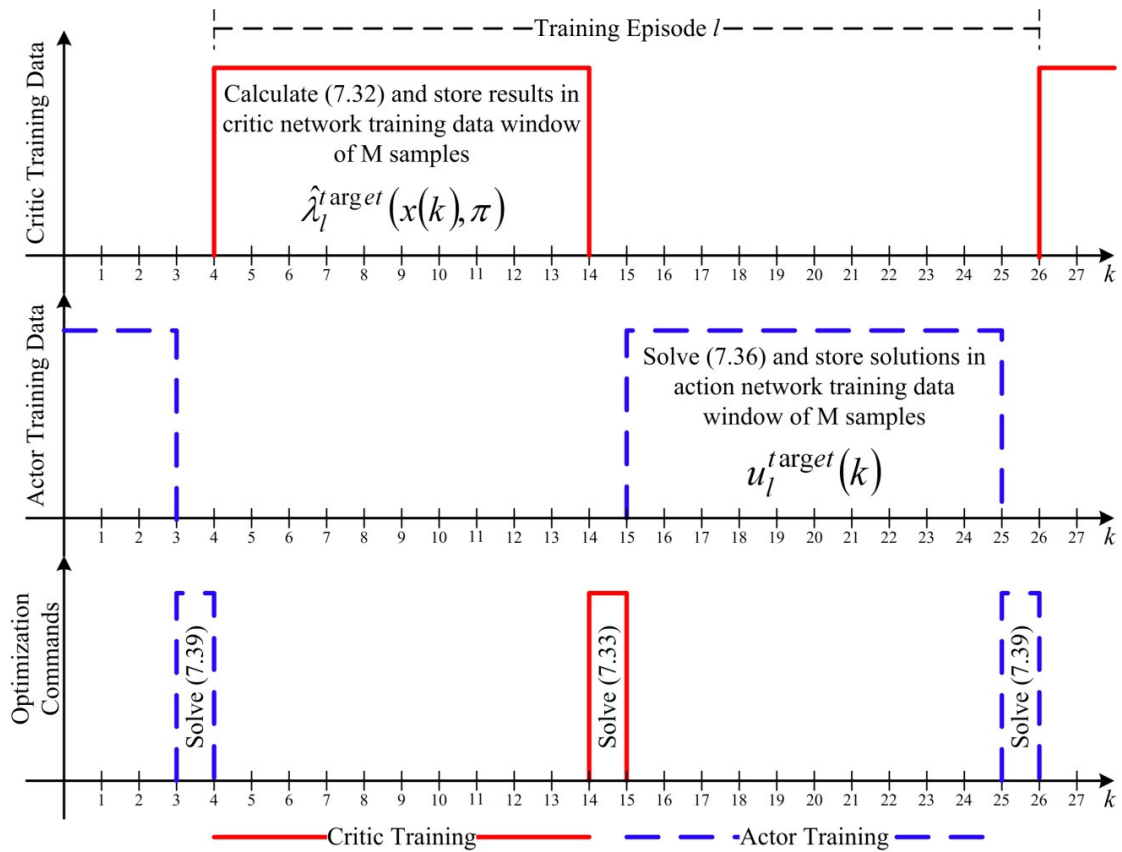 Training Episode l
Critic Training Data
Calculate (7.32) and store results in
critic network training data window
of M samples
λ̂_l^target(x(k),π)
1 2 3 4 5 6 7 8 9 10 11 12 13 14 15 16 17 18 19 20 21 22 23 24 25 26 27 k
Actor Training Data
Solve (7.36) and store solutions in
action network training data
window of M samples
u_l^target(k)
1 2 3 4 5 6 7 8 9 10 11 12 13 14 15 16 17 18 19 20 21 22 23 24 25 26 27 k
Optimization
Commands
Solve (7.39)
Solve (7.33)
Solve (7.39)
1 2 3 4 5 6 7 8 9 10 11 12 13 14 15 16 17 18 19 20 21 22 23 24 25 26 27 k
Critic Training
Actor Training